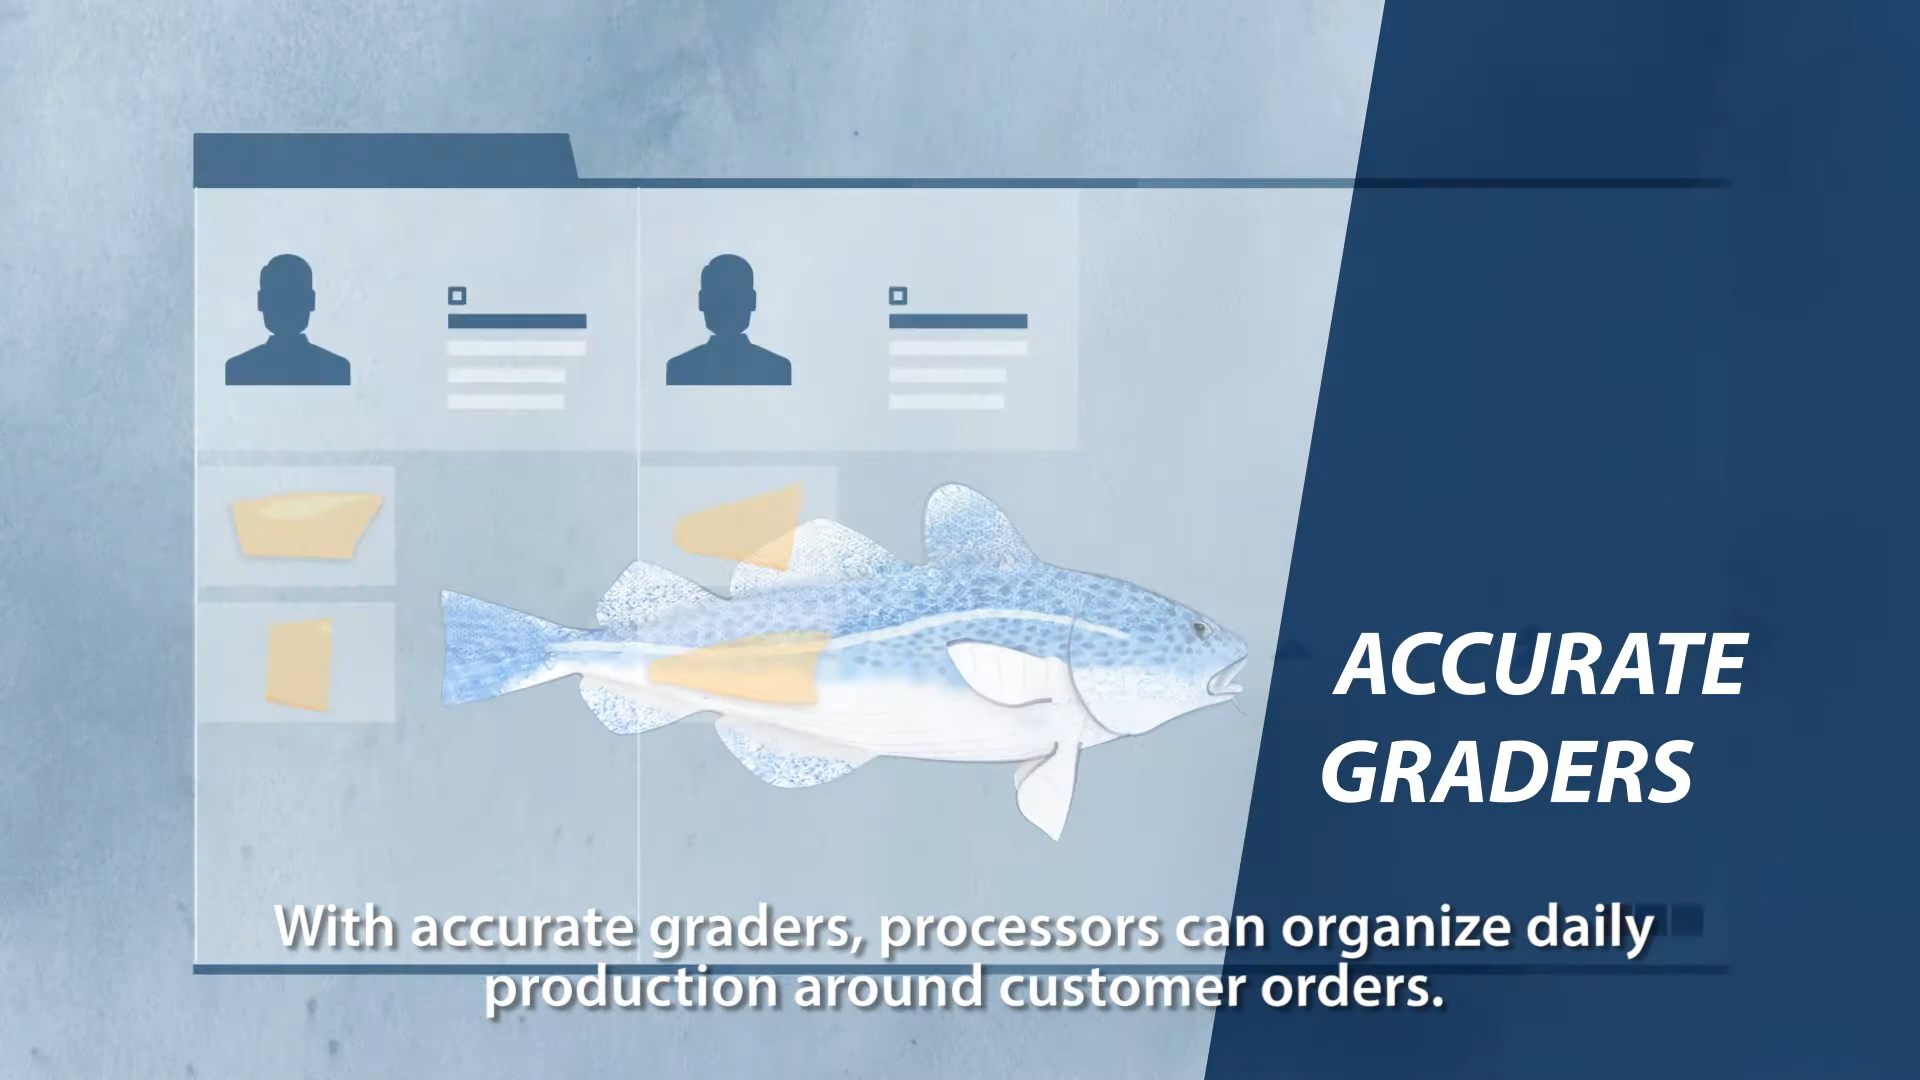 ACCURATE
GRADERS
With accurate graders, processors can organize daily
production around customer orders.